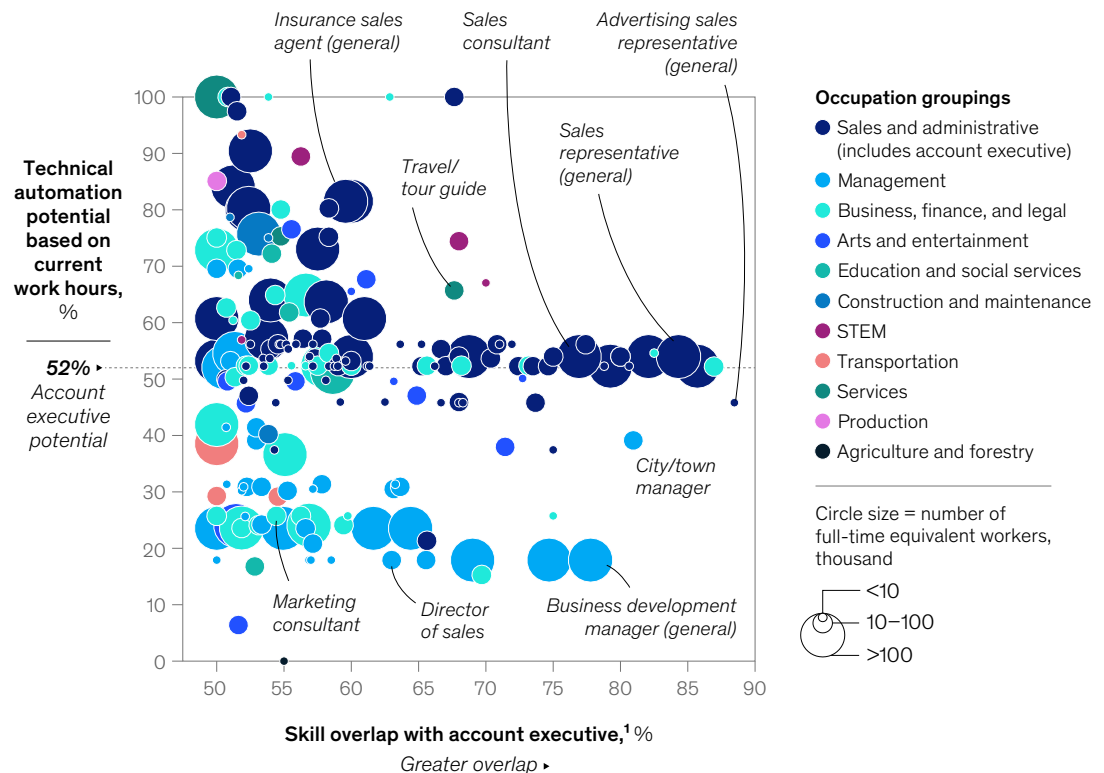 Insurance sales
agent (general)
Sales
consultant
Advertising sales
representative
(general)
Sales
representative
(general)
Travel/
tour guide
Technical
automation
potential
based on
current
work hours,
%
52% ▸
Account
executive
potential
100
90
80
70
60
50
40
30
20
10
0
City/town
manager
Marketing
consultant
Director
of sales
Business development
manager (general)
50
55
60
65
70
75
80
85
90
Skill overlap with account executive,¹ %
Greater overlap ▸
Occupation groupings
Sales and administrative
(includes account executive)
Management
Business, finance, and legal
Arts and entertainment
Education and social services
Construction and maintenance
STEM
Transportation
Services
Production
Agriculture and forestry
Circle size = number of
full-time equivalent workers,
thousand
<10
10–100
>100